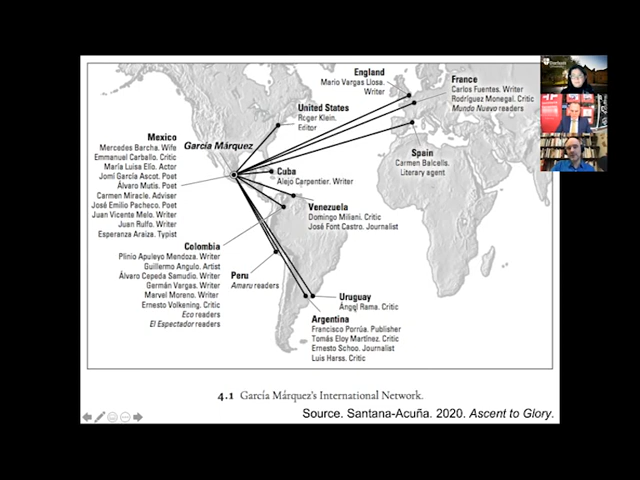 England
Mario Vargas Llosa.
Writer
France
Carlos Fuentes. Writer
Rodríguez Monegal. Critic
Mundo Nuevo readers
United States
Roger Klein.
Editor
Mexico
Mercedes Barcha. Wife
Emmanuel Carballo. Critic
María Luisa Elío. Actor
Jomí García Ascot. Poet
Álvaro Mutis. Poet
Carmen Miracle. Adviser
José Emilio Pacheco. Poet
Juan Vicente Melo. Writer
Juan Rulfo. Writer
Esperanza Araiza. Typist
García Márquez
Spain
Carmen Balcells.
Literary agent
Cuba
Alejo Carpentier. Writer
Venezuela
Domingo Miliani. Critic
José Font Castro. Journalist
Colombia
Plinio Apuleyo Mendoza. Writer
Guillermo Angulo. Artist
Álvaro Cepeda Samudio. Writer
Germán Vargas. Writer
Marvel Moreno. Writer
Ernesto Volkening. Critic
Eco readers
El Espectador readers
Peru
Amaru readers
Uruguay
Ángel Rama. Critic
Argentina
Francisco Porrúa. Publisher
Tomás Eloy Martínez. Critic
Ernesto Schoo. Journalist
Luis Harss. Critic
4.1 García Márquez's International Network.
Source. Santana-Acuña. 2020. Ascent to Glory.